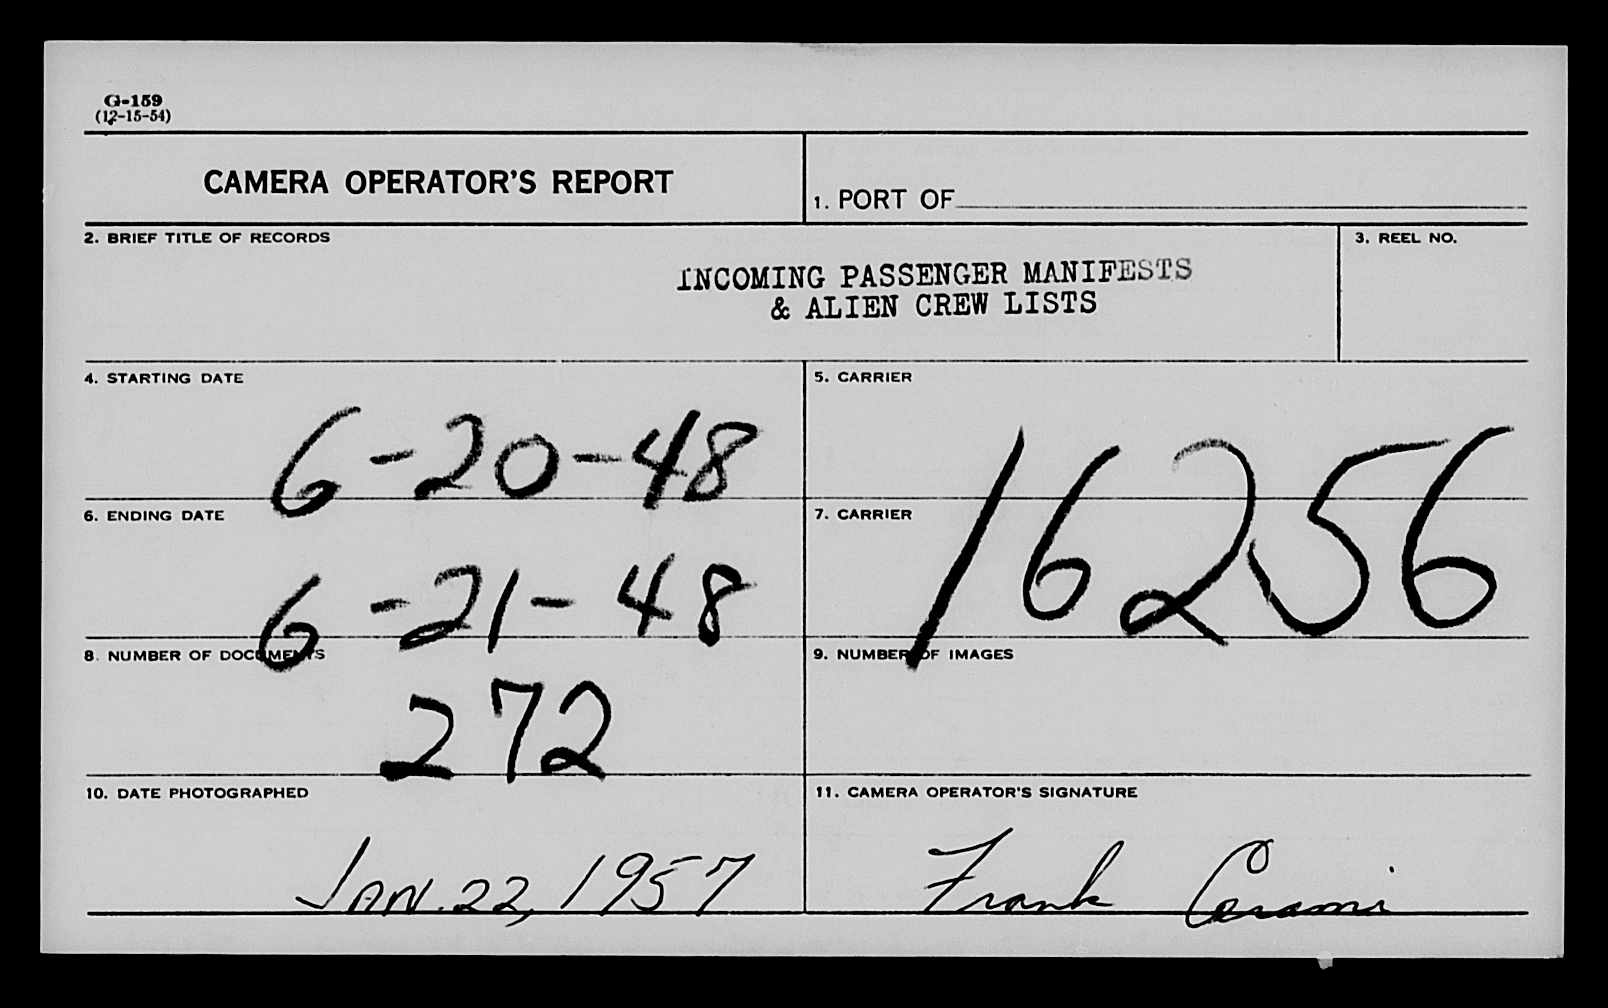 G-159
(12-15-54)
CAMERA OPERATOR'S REPORT
1. PORT OF
2. BRIEF TITLE OF RECORDS
3. REEL NO.
INCOMING PASSENGER MANIFESTS
& ALIEN CREW LISTS
4. STARTING DATE
6-20-48
5. CARRIER
16256
6. ENDING DATE
6-21-48
7. CARRIER
8. NUMBER OF DOCUMENTS
272
9. NUMBER OF IMAGES
10. DATE PHOTOGRAPHED
Jan. 22, 1957
11. CAMERA OPERATOR'S SIGNATURE
Frank Cerami